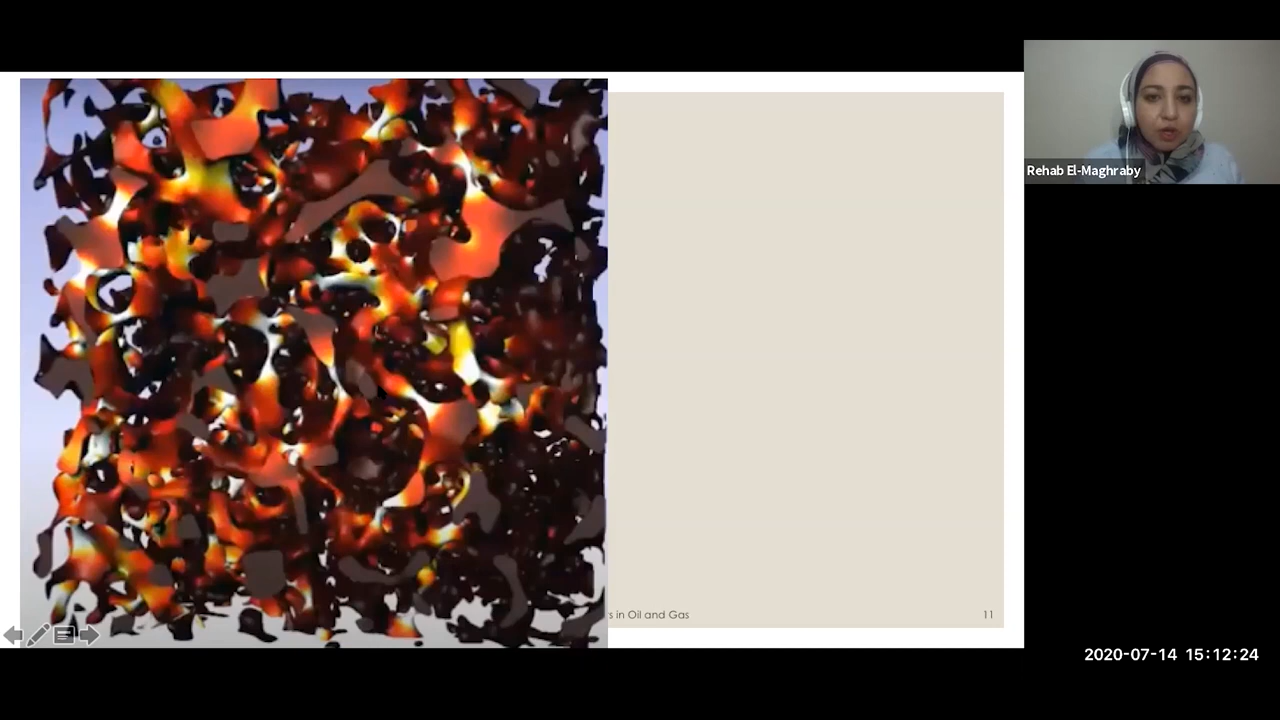 Rehab El-Maghraby
in Oil and Gas
11
2020-07-14 15:12:24